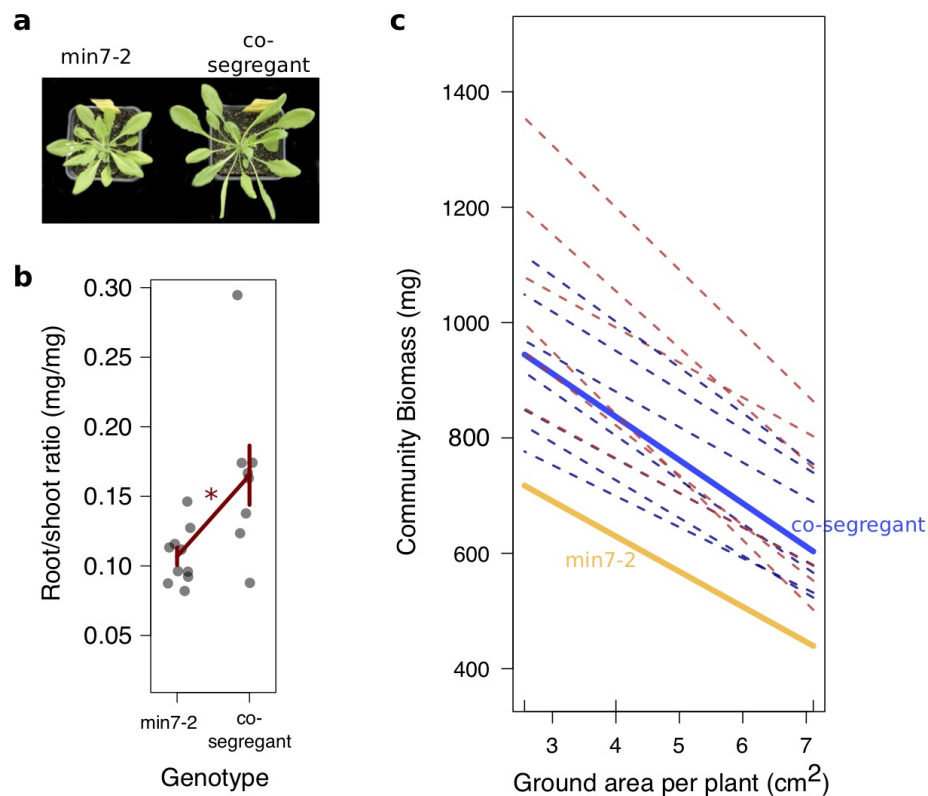 a
min7-2
co-
segregant
b
Root/shoot ratio (mg/mg)
0.30
0.25
0.20
0.15
0.10
0.05
*
min7-2
co-
segregant
Genotype
c
Community Biomass (mg)
1400
1200
1000
800
600
400
co-segregant
min7-2
3 4 5 6 7
Ground area per plant (cm²)